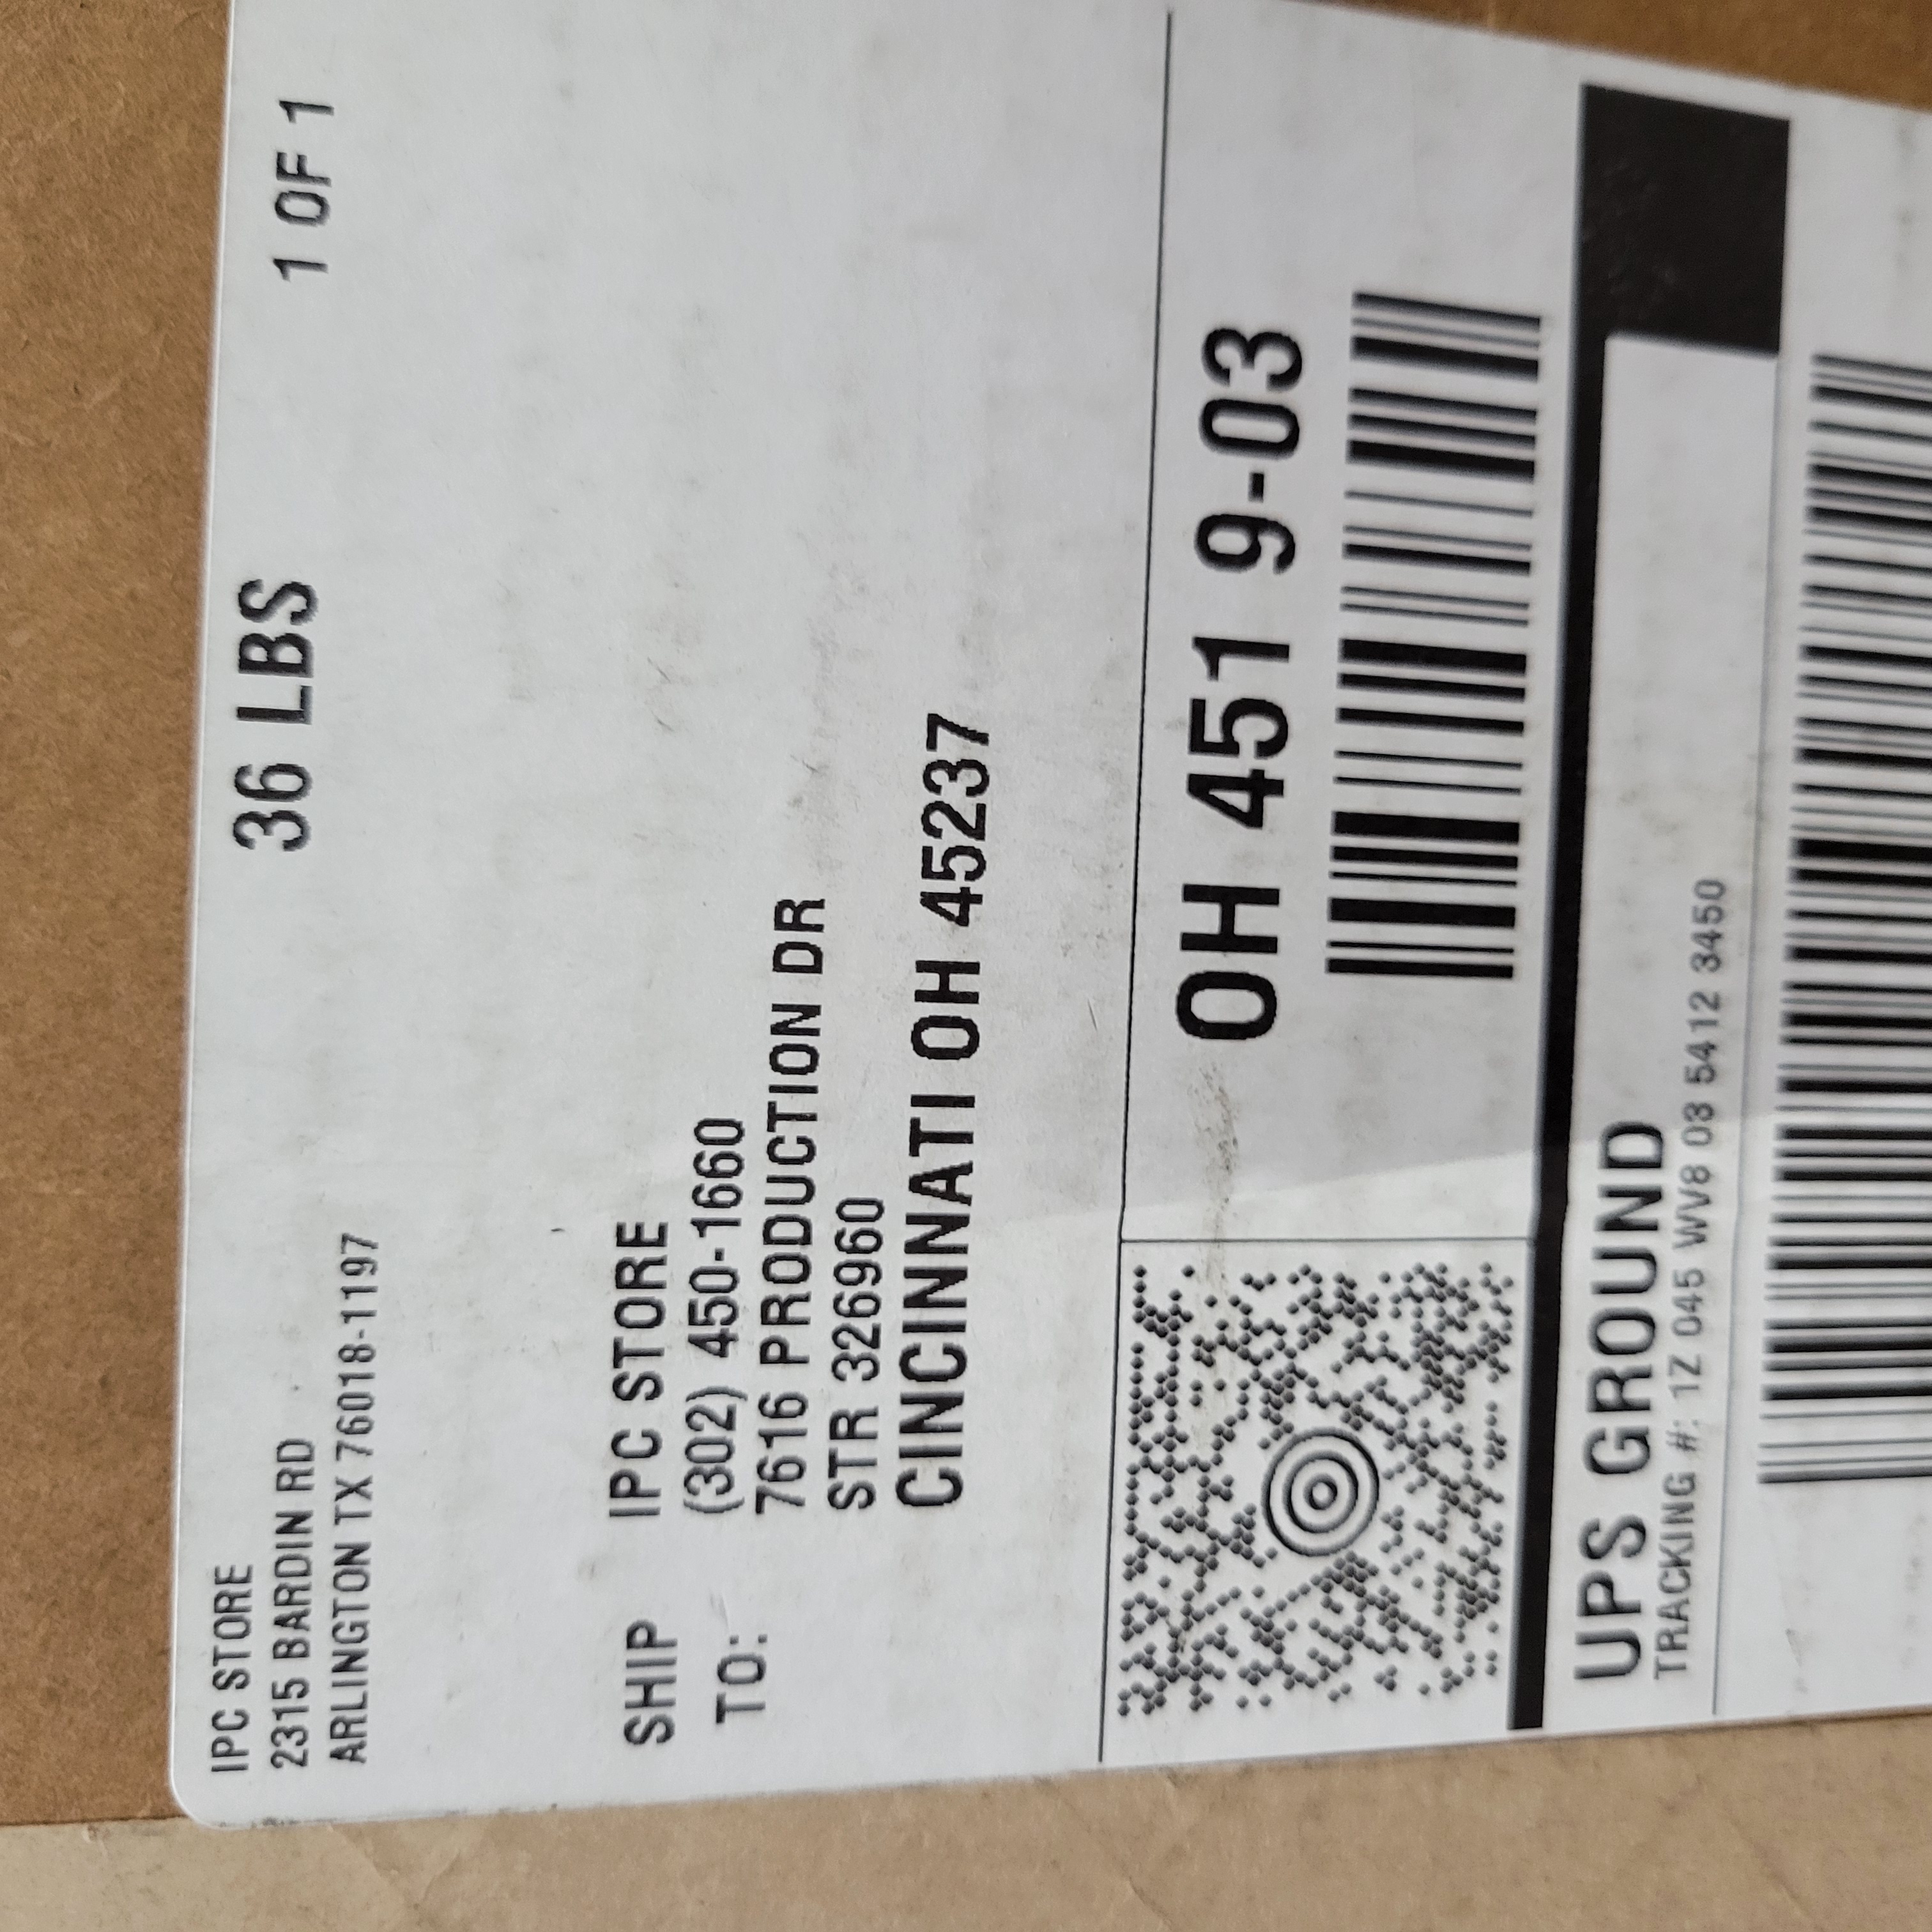 IPC STORE
2315 BARDIN RD
ARLINGTON TX 76018-1197
36 LBS
1 OF 1
SHIP
TO:
IPC STORE
(302) 450-1660
7616 PRODUCTION DR
STR 326960
CINCINNATI OH 45237
OH 451 9-03
UPS GROUND
TRACKING #: 1Z 045 WV8 03 5412 3450